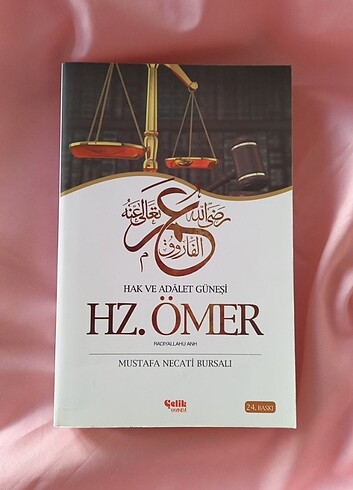 رضي الله تعالى عنه
عمر
الفاروق
HAK VE ADÂLET GÜNEŞİ
HZ. ÖMER
RADIYALLAHU ANH
MUSTAFA NECATİ BURSALI
Çelik
YAYINEVİ
24. BASKI